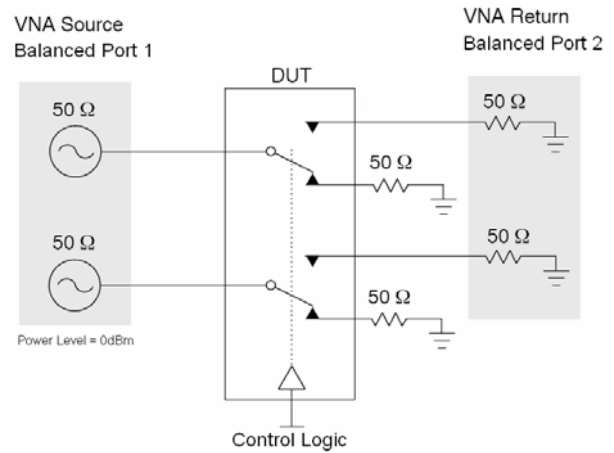 VNA Source
Balanced Port 1
VNA Return
Balanced Port 2
DUT
50 Ω
50 Ω
50 Ω
50 Ω
50 Ω
50 Ω
Power Level = 0dBm
Control Logic